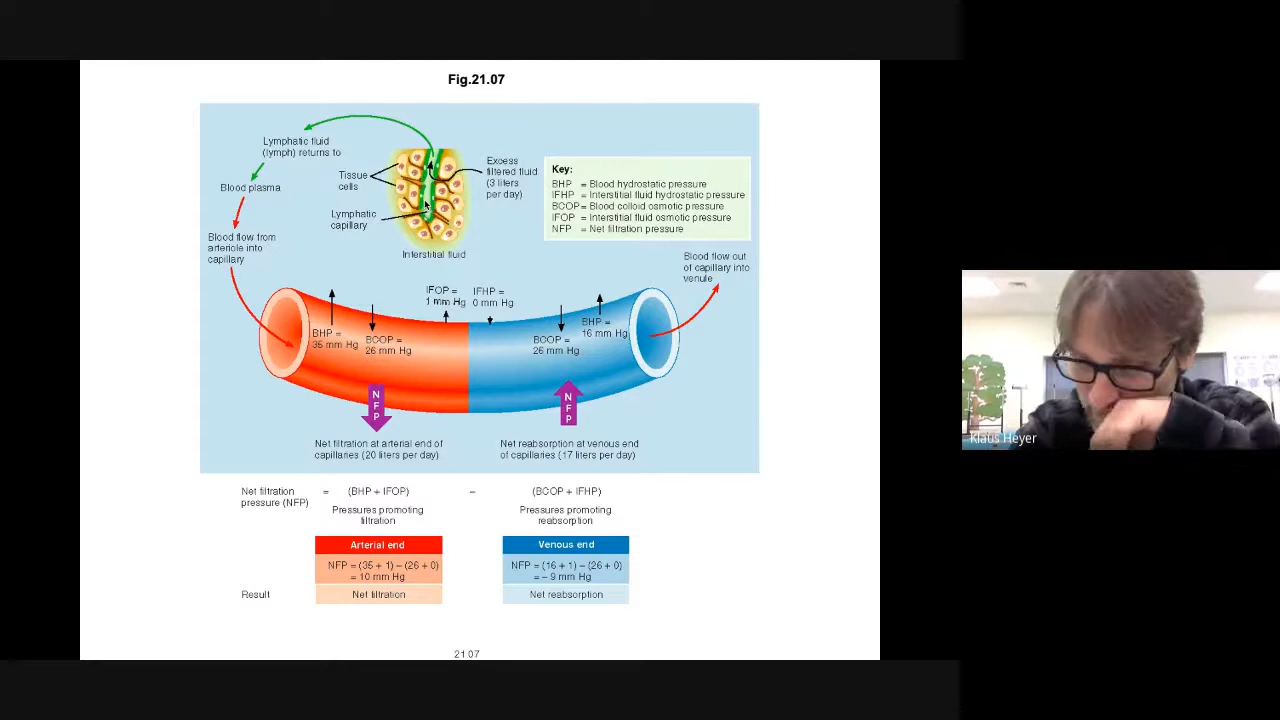 Fig.21.07
Lymphatic fluid
(lymph) returns to
Blood plasma
Blood flow from
arteriole into
capillary
Tissue
cells
Lymphatic
capillary
Excess
filtered fluid
(3 liters
per day)
Interstitial fluid
Key:
BHP = Blood hydrostatic pressure
IFHP = Interstitial fluid hydrostatic pressure
BCOP = Blood colloid osmotic pressure
IFOP = Interstitial fluid osmotic pressure
NFP = Net filtration pressure
Blood flow out
of capillary into
venule
BHP =
35 mm Hg
BCOP =
26 mm Hg
IFOP =
1 mm Hg
IFHP =
0 mm Hg
BCOP =
26 mm Hg
BHP =
16 mm Hg
N
F
P
N
F
P
Net filtration at arterial end of
capillaries (20 liters per day)
Net reabsorption at venous end
of capillaries (17 liters per day)
Net filtration
pressure (NFP)
= (BHP + IFOP) – (BCOP + IFHP)
Pressures promoting
filtration
Pressures promoting
reabsorption
Arterial end
NFP = (35 + 1) – (26 + 0)
= 10 mm Hg
Venous end
NFP = (16 + 1) – (26 + 0)
= – 9 mm Hg
Result
Net filtration
Net reabsorption
21 07
Klaus Heyer